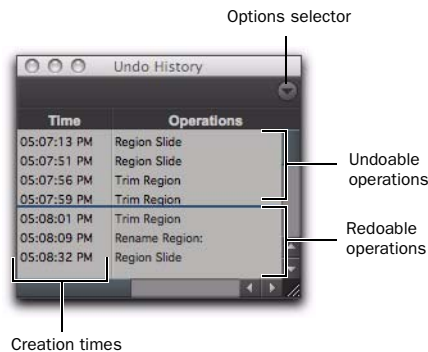 Options selector
Undo History
Time Operations
05:07:13 PM Region Slide
05:07:51 PM Region Slide
05:07:56 PM Trim Region
05:07:59 PM Trim Region
05:08:01 PM Trim Region
05:08:09 PM Rename Region:
05:08:32 PM Region Slide
Undoable
operations
Redoable
operations
Creation times